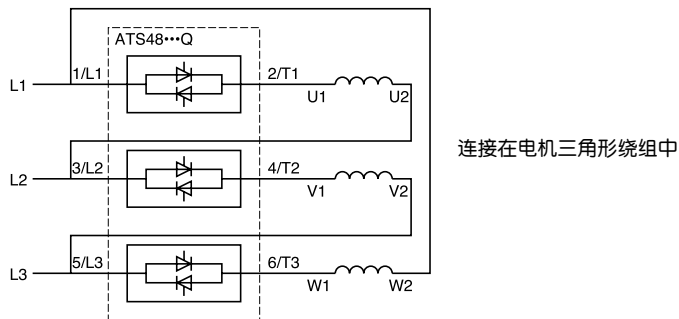 ATS48•••Q
L1 1/L1 2/T1
U1 U2
L2 3/L2 4/T2
V1 V2
L3 5/L3 6/T3
W1 W2
连接在电机三角形绕组中